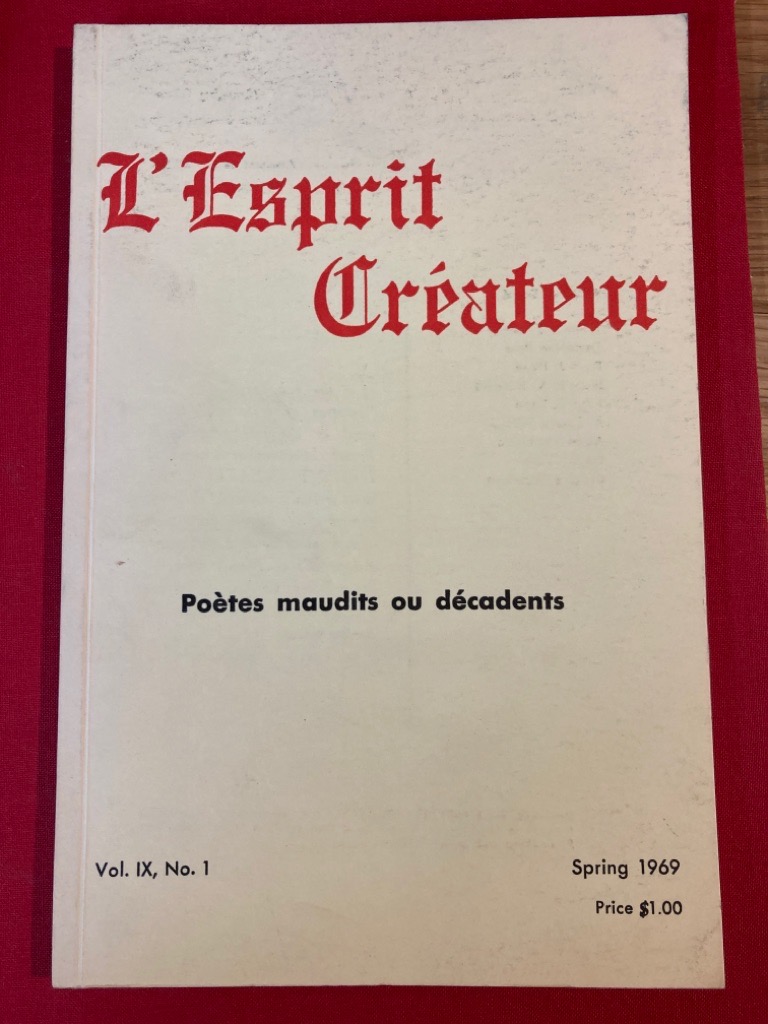 L'Esprit
Créateur
Poètes maudits ou décadents
Vol. IX, No. 1
Spring 1969
Price $1.00